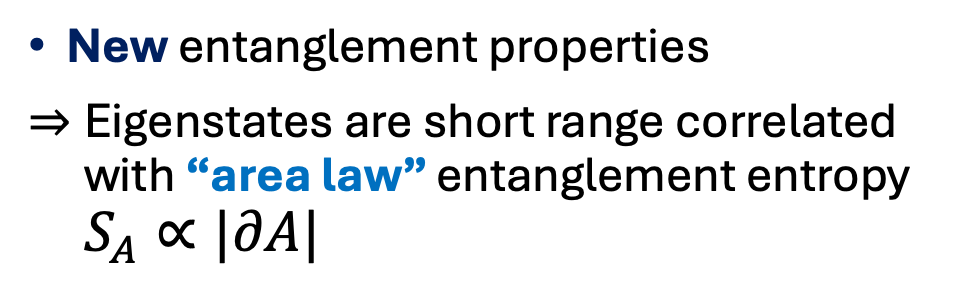 • New entanglement properties
⇒ Eigenstates are short range correlated
with “area law” entanglement entropy
S_A ∝ |∂A|